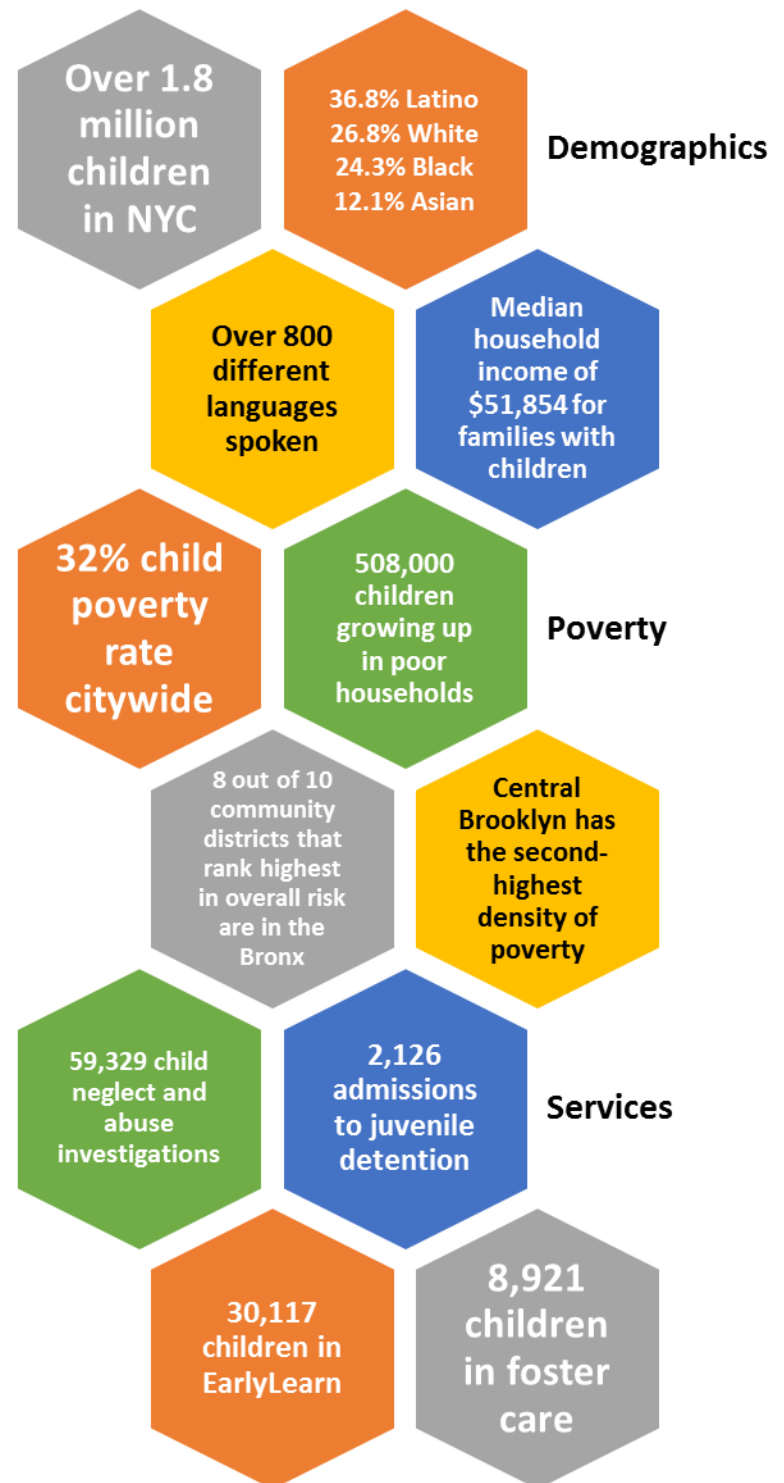 Over 1.8
million
children
in NYC
36.8% Latino
26.8% White
24.3% Black
12.1% Asian
Demographics
Over 800
different
languages
spoken
Median
household
income of
$51,854 for
families with
children
32% child
poverty
rate
citywide
508,000
children
growing up
in poor
households
Poverty
8 out of 10
community
districts that
rank highest
in overall risk
are in the
Bronx
Central
Brooklyn has
the second-
highest
density of
poverty
59,329 child
neglect and
abuse
investigations
2,126
admissions
to juvenile
detention
Services
30,117
children in
EarlyLearn
8,921
children
in foster
care